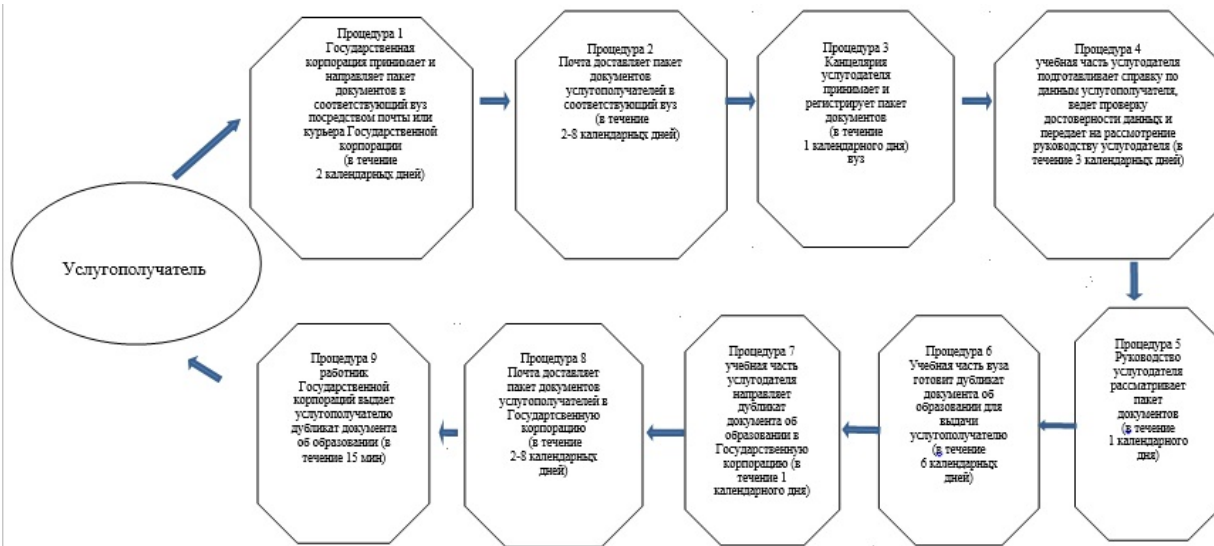 Услугополучатель
Процедура 1
Государственная
корпорация принимает и
направляет пакет
документов в
соответствующий вуз
посредством почты или
курьера Государственной
корпорации
(в течение
2 календарных дней)
Процедура 2
Почта доставляет пакет
документов
услугополучателей в
соответствующий вуз
(в течение
2-8 календарных дней)
Процедура 3
Канцелярия
услугодателя
принимает и
регистрирует пакет
документов
(в течение
1 календарного дня)
вуз
Процедура 4
учебная часть услугодателя
подготавливает справку по
данным услугополучателя,
ведет проверку
достоверности данных и
передает на рассмотрение
руководству услугодателя (в
течение 3 календарных дней)
Процедура 5
Руководство
услугодателя
рассматривает
пакет
документов
(в течение
1 календарного
дня)
Процедура 6
Учебная часть вуза
готовит дубликат
документа об
образовании для
выдачи
услугополучателю
(в течение
6 календарных
дней)
Процедура 7
учебная часть
услугодателя
направляет
дубликат
документа об
образовании в
Государственную
корпорацию (в
течение 1
календарного дня)
Процедура 8
Почта доставляет
пакет документов
услугополучателей в
Государтсвенную
корпорацию
(в течение
2-8 календарных
дней)
Процедура 9
работник
Государственной
корпораций выдает
услугополучателю
дубликат документа
об образовании (в
течение 15 мин)